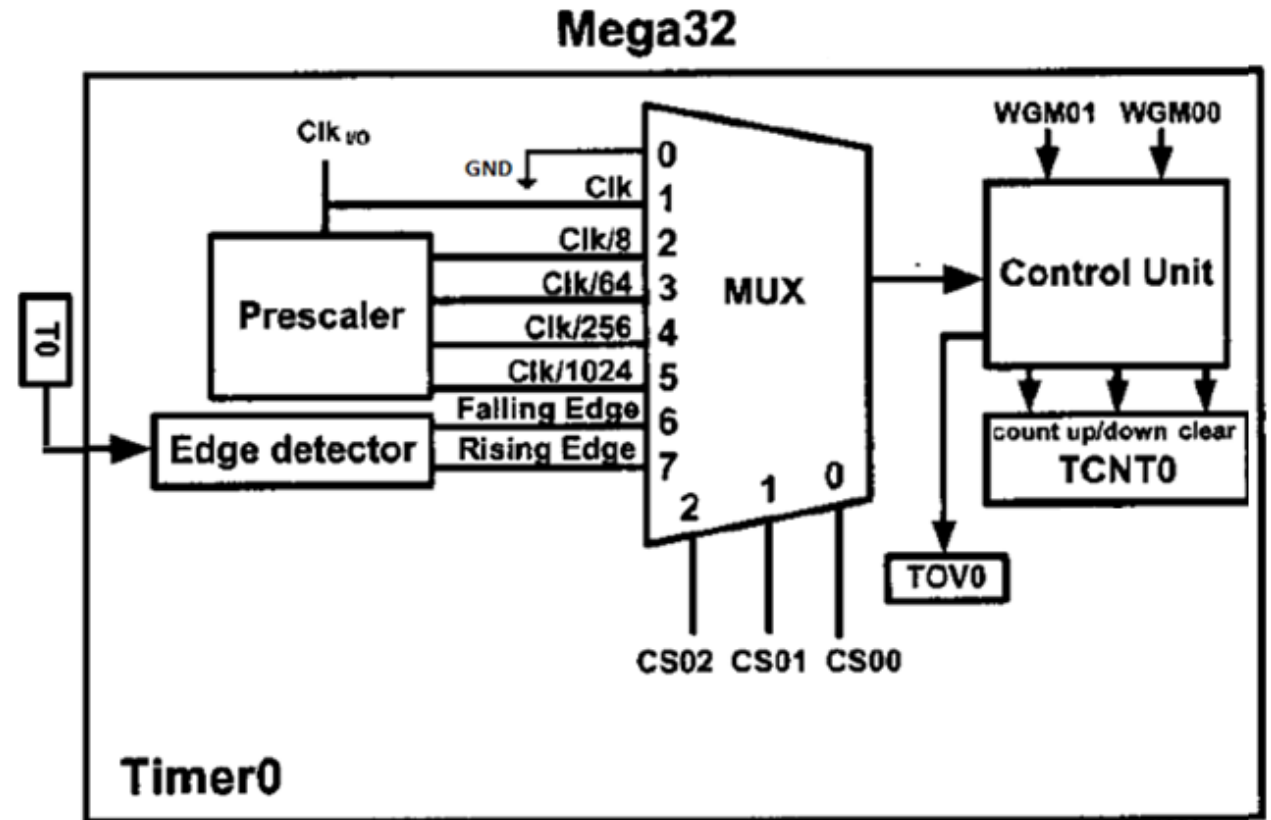 Mega32
Clk I/O
GND
Clk
Clk/8
Clk/64
Clk/256
Clk/1024
Falling Edge
Rising Edge
Prescaler
T0
Edge detector
0
1
2
3
4
5
6
7
MUX
2 1 0
CS02 CS01 CS00
WGM01 WGM00
Control Unit
count up/down clear
TCNT0
TOV0
Timer0